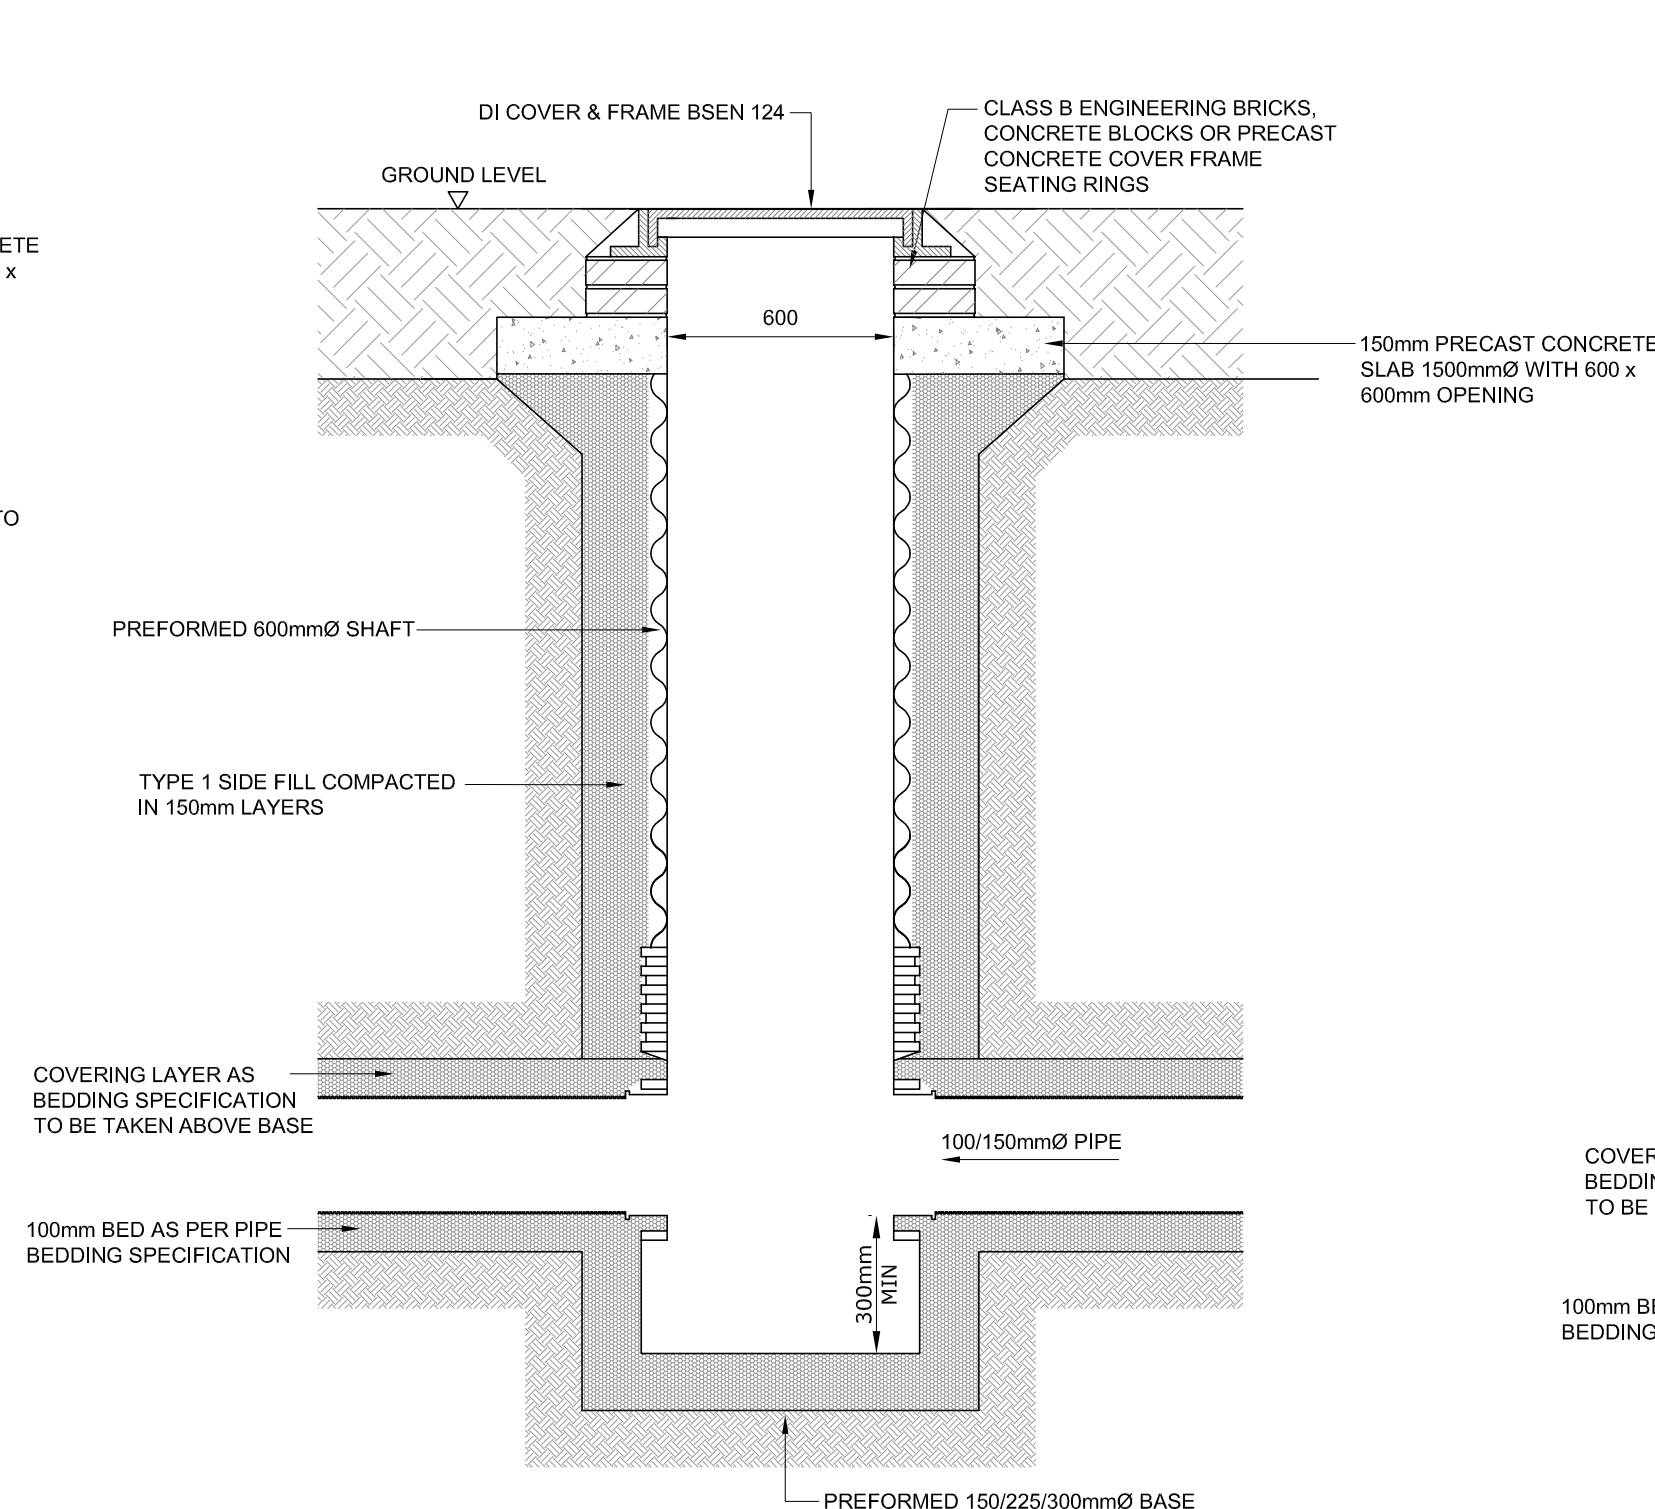 DI COVER & FRAME BSEN 124
CLASS B ENGINEERING BRICKS,
CONCRETE BLOCKS OR PRECAST
CONCRETE COVER FRAME
SEATING RINGS
GROUND LEVEL
ETE
x
600
150mm PRECAST CONCRETE
SLAB 1500mmØ WITH 600 x
600mm OPENING
TO
PREFORMED 600mmØ SHAFT
TYPE 1 SIDE FILL COMPACTED
IN 150mm LAYERS
COVERING LAYER AS
BEDDING SPECIFICATION
TO BE TAKEN ABOVE BASE
100/150mmØ PIPE
COVER
BEDDIN
TO BE
100mm BED AS PER PIPE
BEDDING SPECIFICATION
300mm
MIN
100mm BE
BEDDING
PREFORMED 150/225/300mmØ BASE